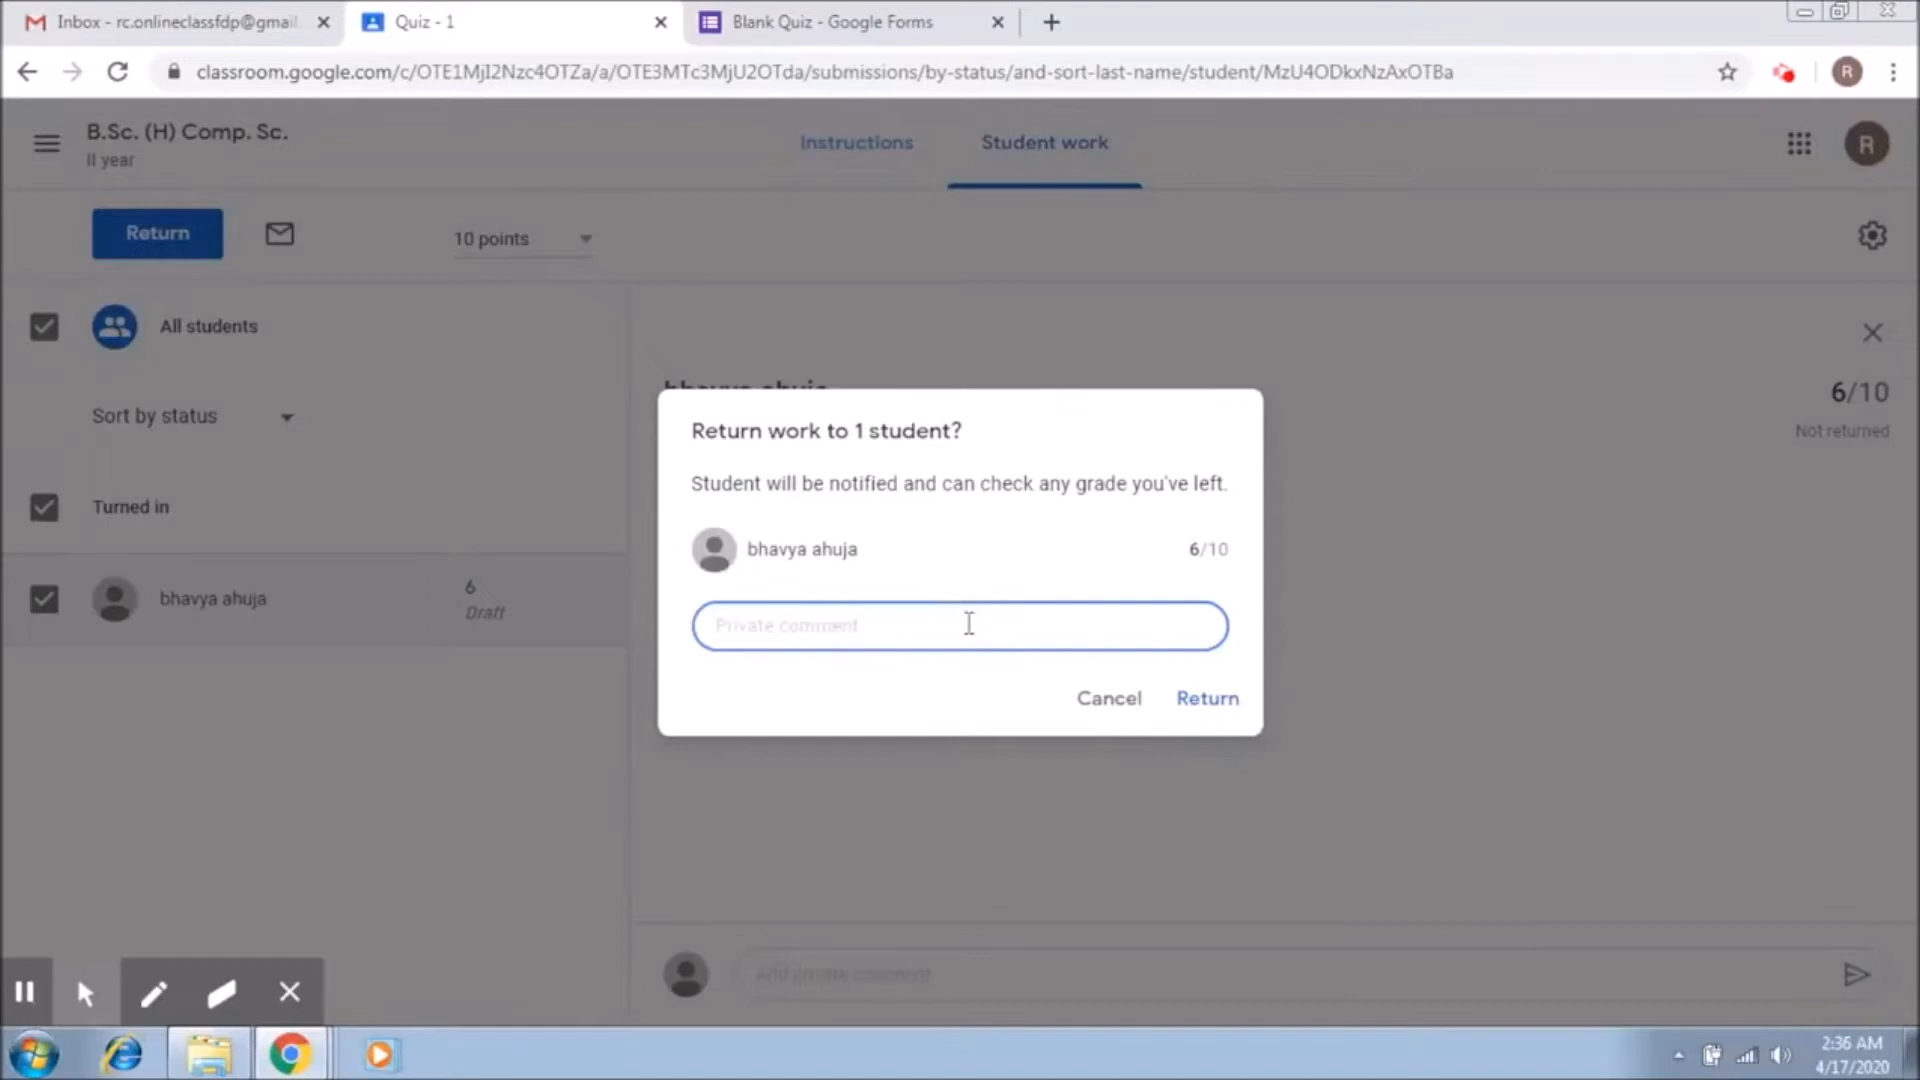 Inbox - rc.onlineclassfdp@gmail
Quiz - 1
Blank Quiz - Google Forms
classroom.google.com/c/OTE1MjI2Nzc4OTZa/a/OTE3MTc3MjU2OTda/submissions/by-status/and-sort-last-name/student/MzU4ODkxNzAxOTBa
R
B.Sc. (H) Comp. Sc.
II year
Instructions
Student work
R
Return
10 points
All students
Sort by status
bhavya ahuja
6/10
Not returned
Return work to 1 student?
Student will be notified and can check any grade you've left.
bhavya ahuja
6/10
Turned in
bhavya ahuja
6
Draft
Private comment
Cancel
Return
Add private comment
2:36 AM
4/17/2020